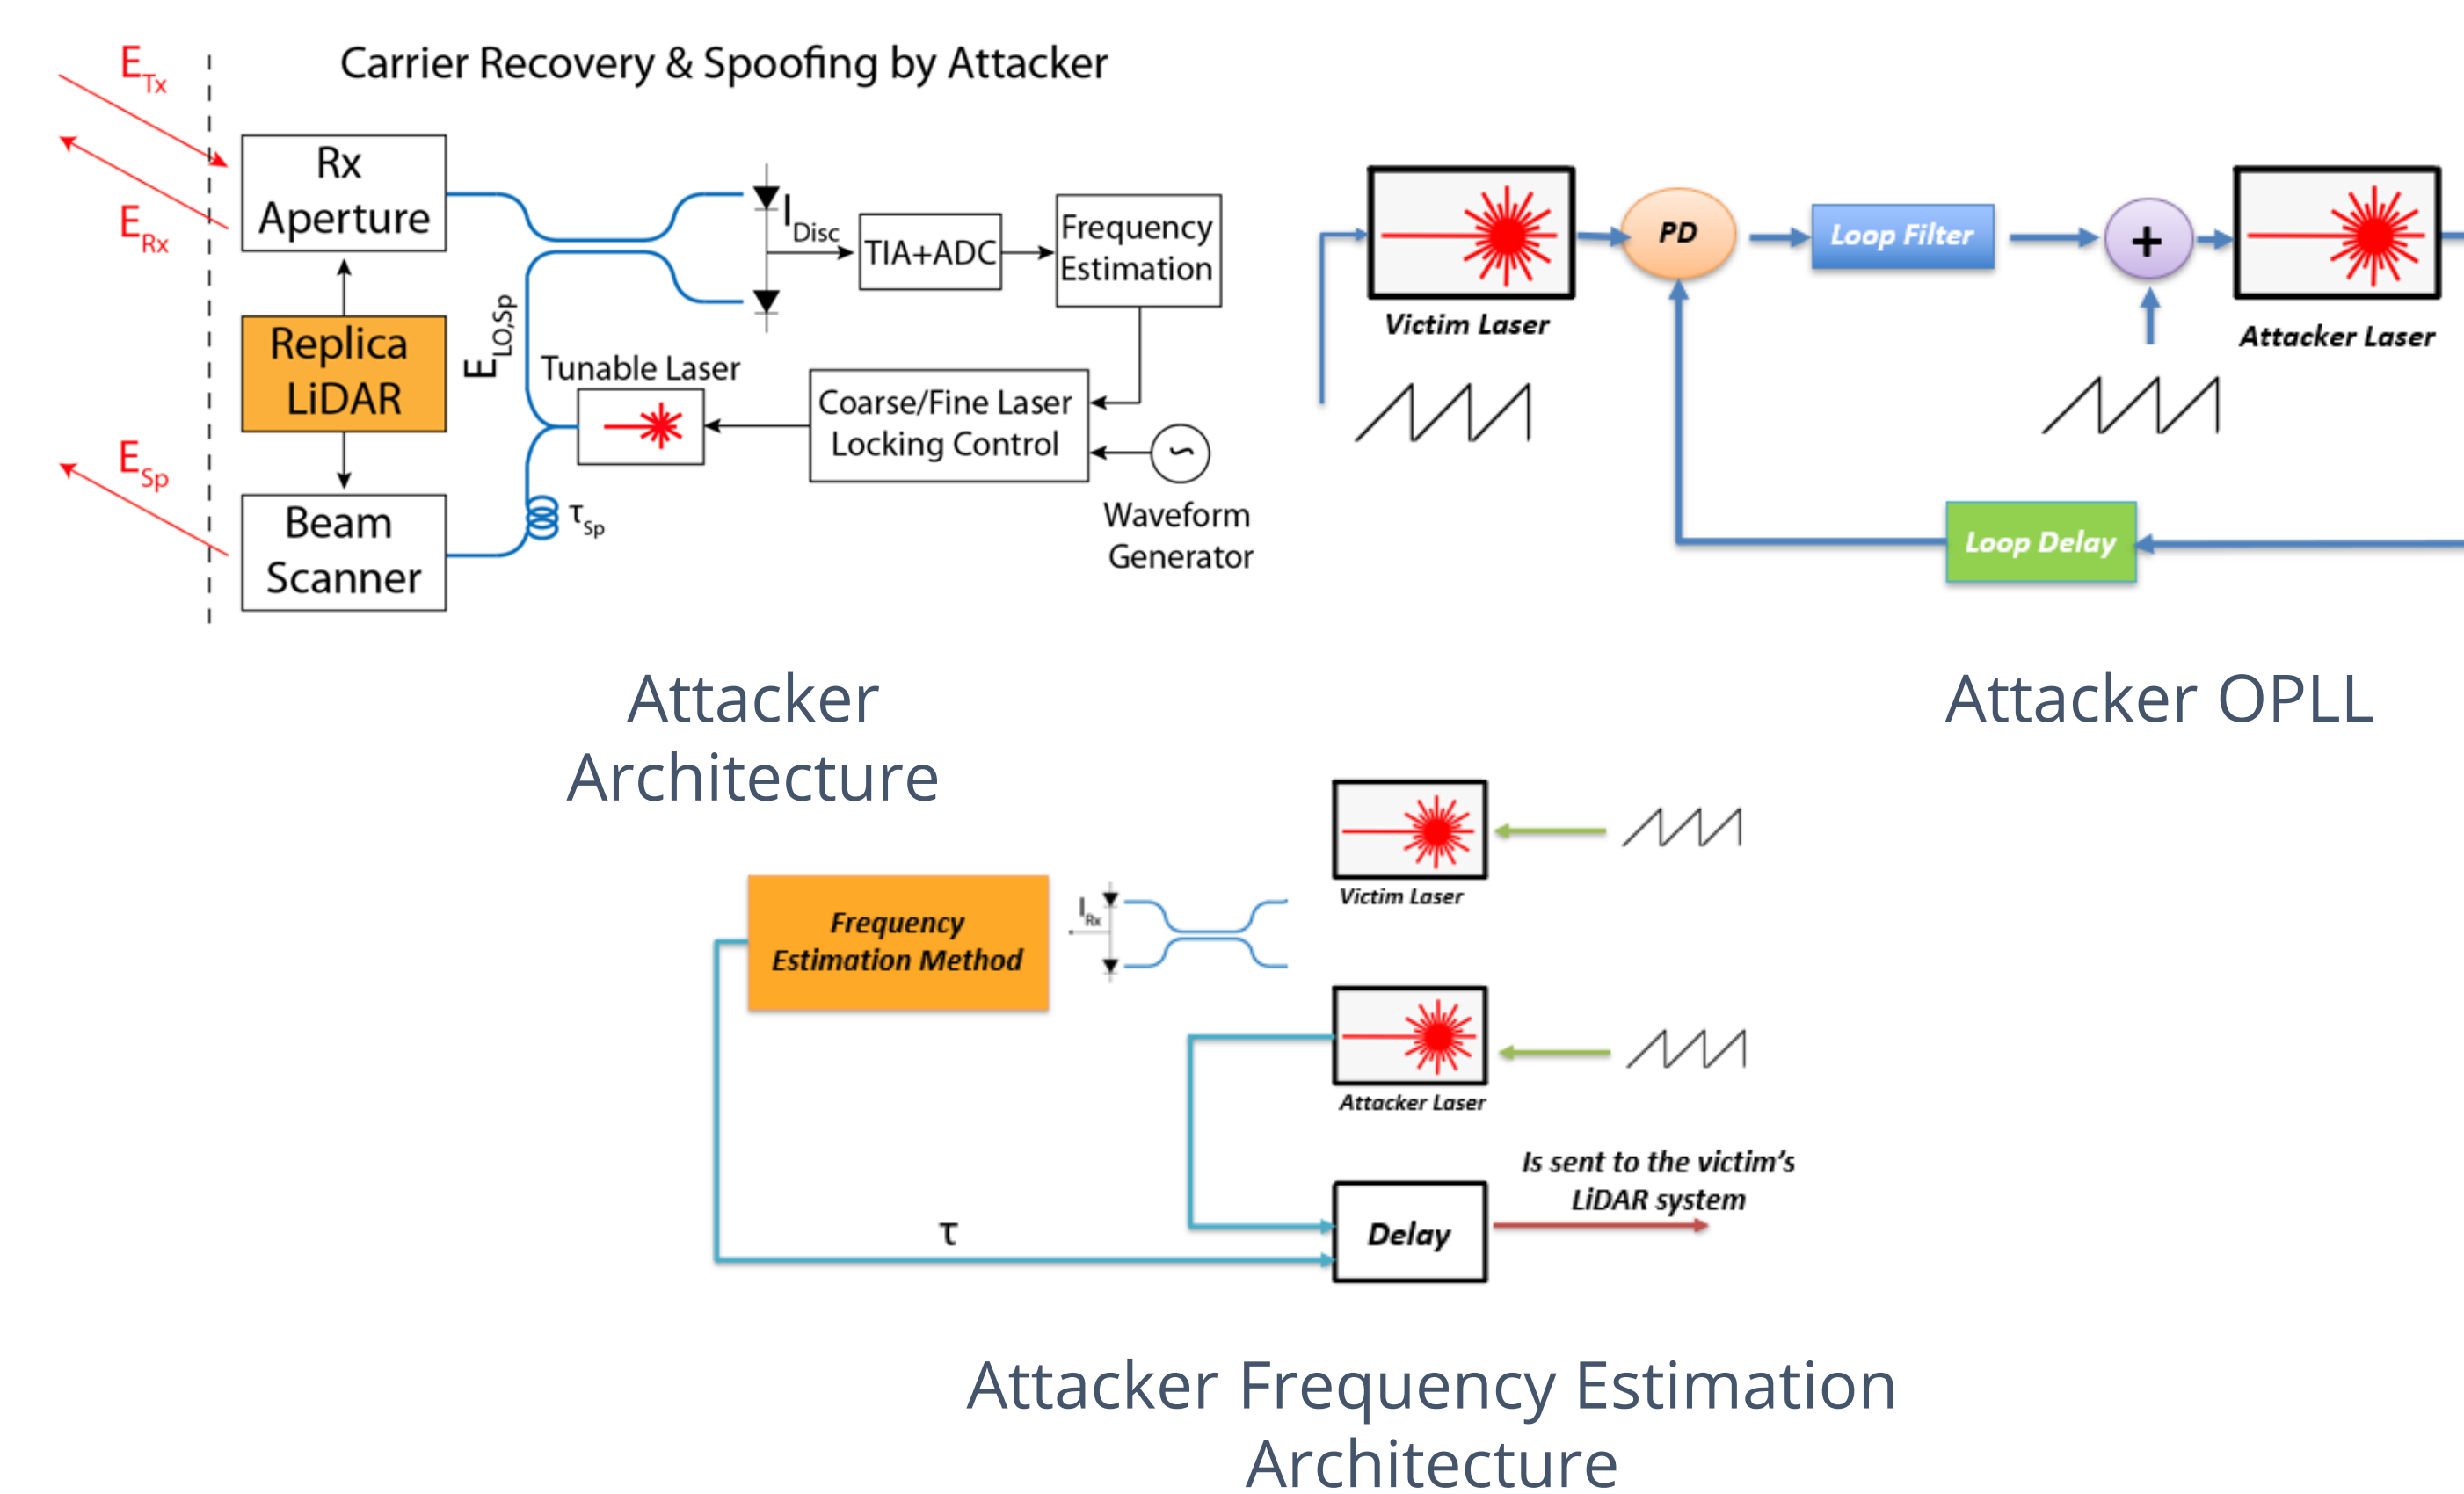 Carrier Recovery & Spoofing by Attacker
E_Tx
E_Rx
E_Sp
Rx
Aperture
Replica
LiDAR
Beam
Scanner
E_LO,Sp
τ_Sp
Tunable Laser
I_Disc
TIA+ADC
Frequency
Estimation
Coarse/Fine Laser
Locking Control
Waveform
Generator
Attacker
Architecture
Victim Laser
PD
Loop Filter
+
Attacker Laser
Loop Delay
Attacker OPLL
Frequency
Estimation Method
I_Rx
Victim Laser
Attacker Laser
τ
Delay
Is sent to the victim's
LiDAR system
Attacker Frequency Estimation
Architecture